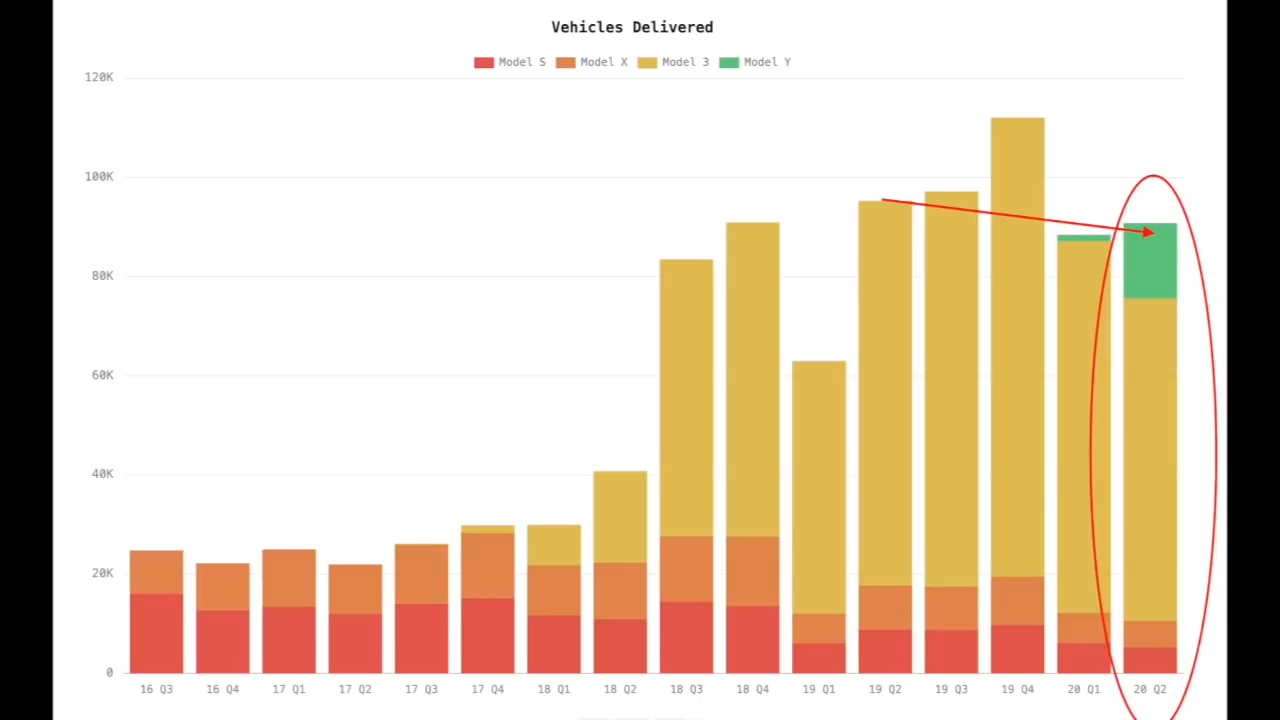 Vehicles Delivered
Model S Model X Model 3 Model Y
120K
100K
80K
60K
40K
20K
0
16 Q3 16 Q4 17 Q1 17 Q2 17 Q3 17 Q4 18 Q1 18 Q2 18 Q3 18 Q4 19 Q1 19 Q2 19 Q3 19 Q4 20 Q1 20 Q2